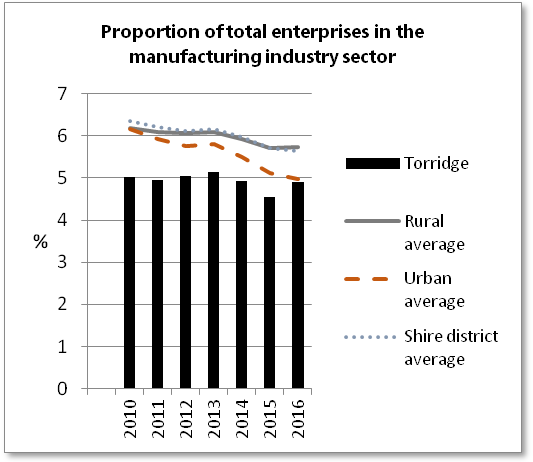 Proportion of total enterprises in the
manufacturing industry sector
7
6
5
4
3
2
1
0
%
2010
2011
2012
2013
2014
2015
2016
Torridge
Rural
average
Urban
average
Shire district
average